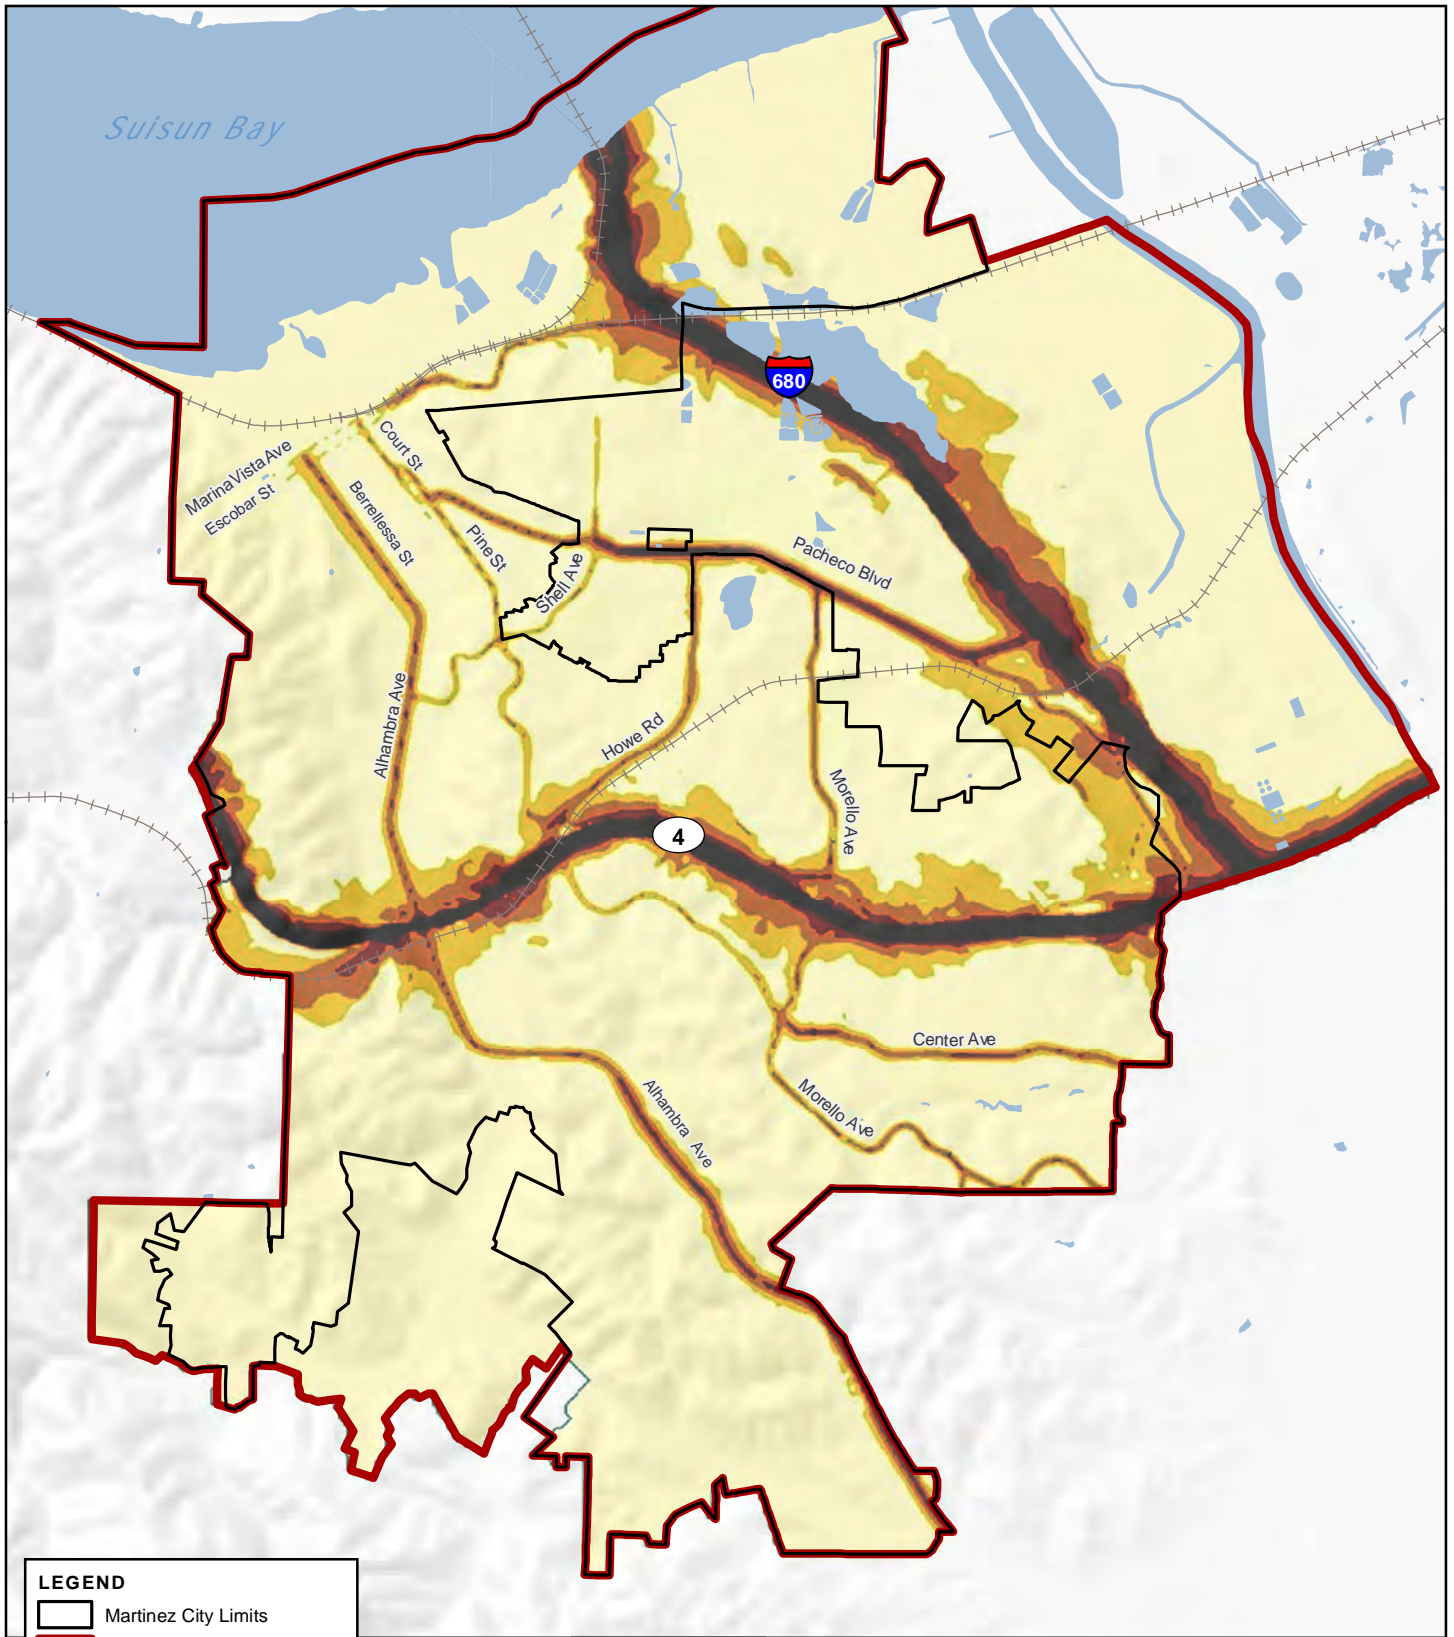 Suisun Bay
680
Court St
Marina Vista Ave
Escobar St
Berrellessa St
Pine St
Shell Ave
Pacheco Blvd
Alhambra Ave
Howe Rd
Morello Ave
4
Center Ave
Morello Ave
Alhambra Ave
LEGEND
Martinez City Limits